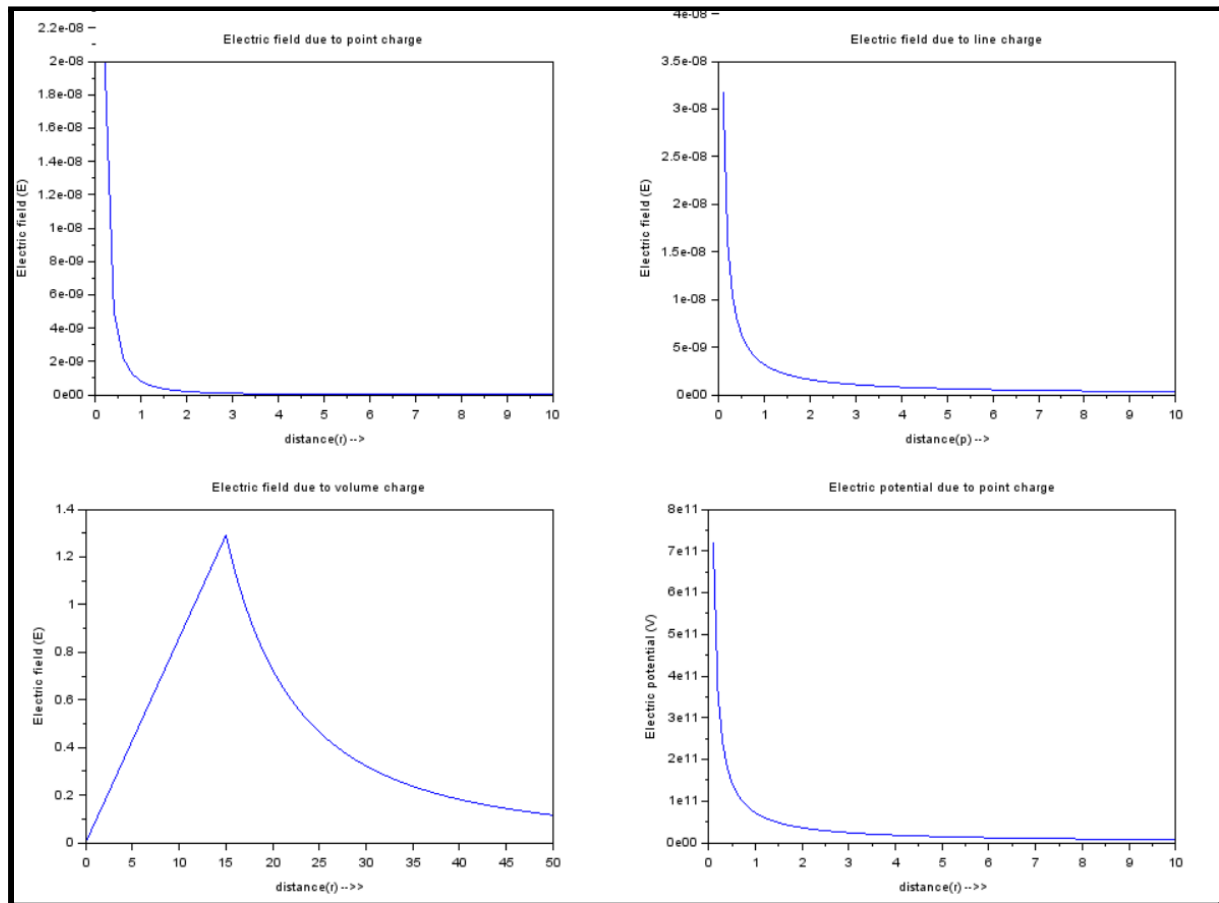 2.2e-08
Electric field due to point charge
2e-08
1.8e-08
1.6e-08
1.4e-08
1.2e-08
1e-08
8e-09
6e-09
4e-09
2e-09
0e00
Electric field (E)
0 1 2 3 4 5 6 7 8 9 10
distance(r) -->
4e-08
Electric field due to line charge
3.5e-08
3e-08
2.5e-08
2e-08
1.5e-08
1e-08
5e-09
0e00
Electric field (E)
0 1 2 3 4 5 6 7 8 9 10
distance(p) -->
Electric field due to volume charge
1.4
1.2
1
0.8
0.6
0.4
0.2
0
Electric field (E)
0 5 10 15 20 25 30 35 40 45 50
distance(r) -->>
Electric potential due to point charge
8e11
7e11
6e11
5e11
4e11
3e11
2e11
1e11
0e00
Electric potential (V)
0 1 2 3 4 5 6 7 8 9 10
distance(r) -->>